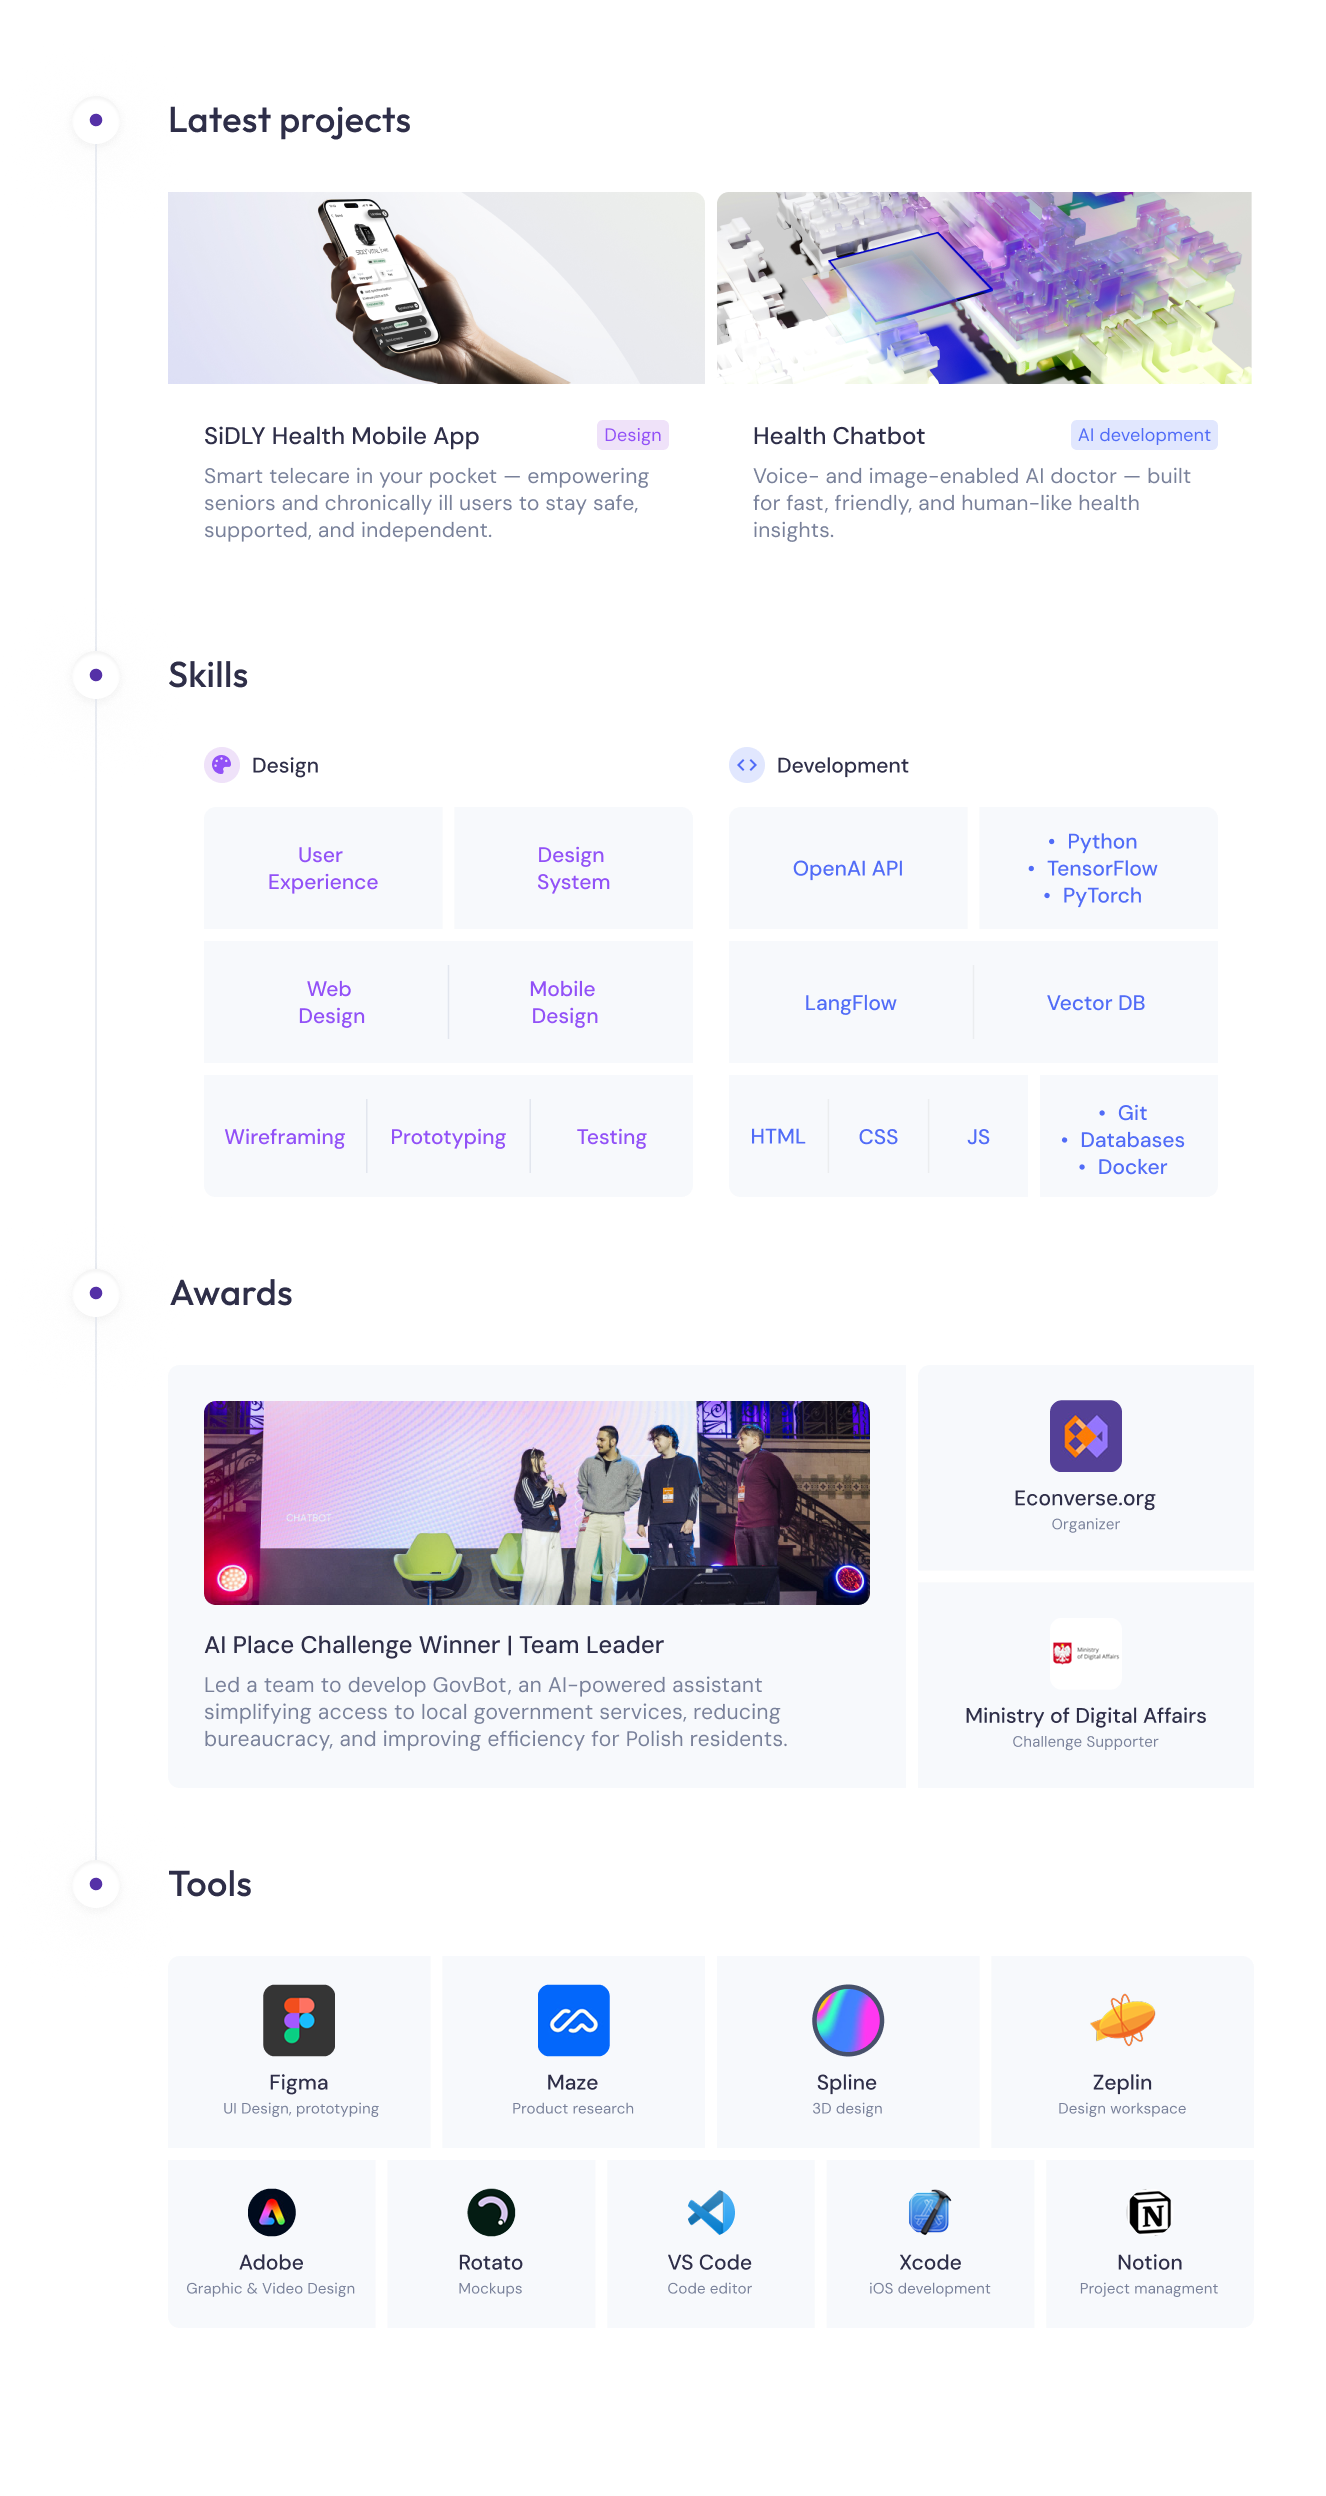 Latest projects
SiDLY Health Mobile App
Design
Smart telecare in your pocket — empowering
seniors and chronically ill users to stay safe,
supported, and independent.
Health Chatbot
AI development
Voice- and image-enabled AI doctor — built
for fast, friendly, and human-like health
insights.
Skills
Design
User
Experience
Design
System
Web
Design
Mobile
Design
Wireframing
Prototyping
Testing
Development
OpenAI API
• Python
• TensorFlow
• PyTorch
LangFlow
Vector DB
HTML
CSS
JS
• Git
• Databases
• Docker
Awards
CHATBOT
AI Place Challenge Winner | Team Leader
Led a team to develop GovBot, an AI-powered assistant
simplifying access to local government services, reducing
bureaucracy, and improving efficiency for Polish residents.
Econverse.org
Organizer
Ministry
of Digital Affairs
Ministry of Digital Affairs
Challenge Supporter
Tools
Figma
UI Design, prototyping
Maze
Product research
Spline
3D design
Zeplin
Design workspace
Adobe
Graphic & Video Design
Rotato
Mockups
VS Code
Code editor
Xcode
iOS development
N
Notion
Project managment